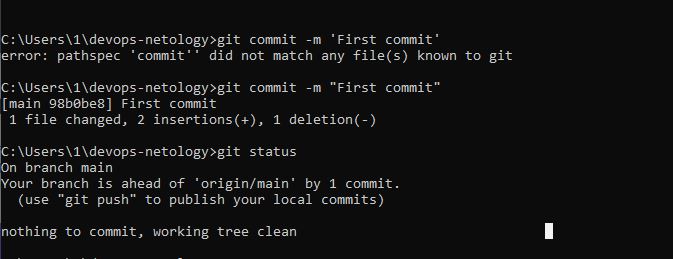 C:\Users\1\devops-netology>git commit -m 'First commit'
error: pathspec 'commit'' did not match any file(s) known to git
C:\Users\1\devops-netology>git commit -m "First commit"
[main 98b0be8] First commit
 1 file changed, 2 insertions(+), 1 deletion(-)
C:\Users\1\devops-netology>git status
On branch main
Your branch is ahead of 'origin/main' by 1 commit.
  (use "git push" to publish your local commits)
nothing to commit, working tree clean